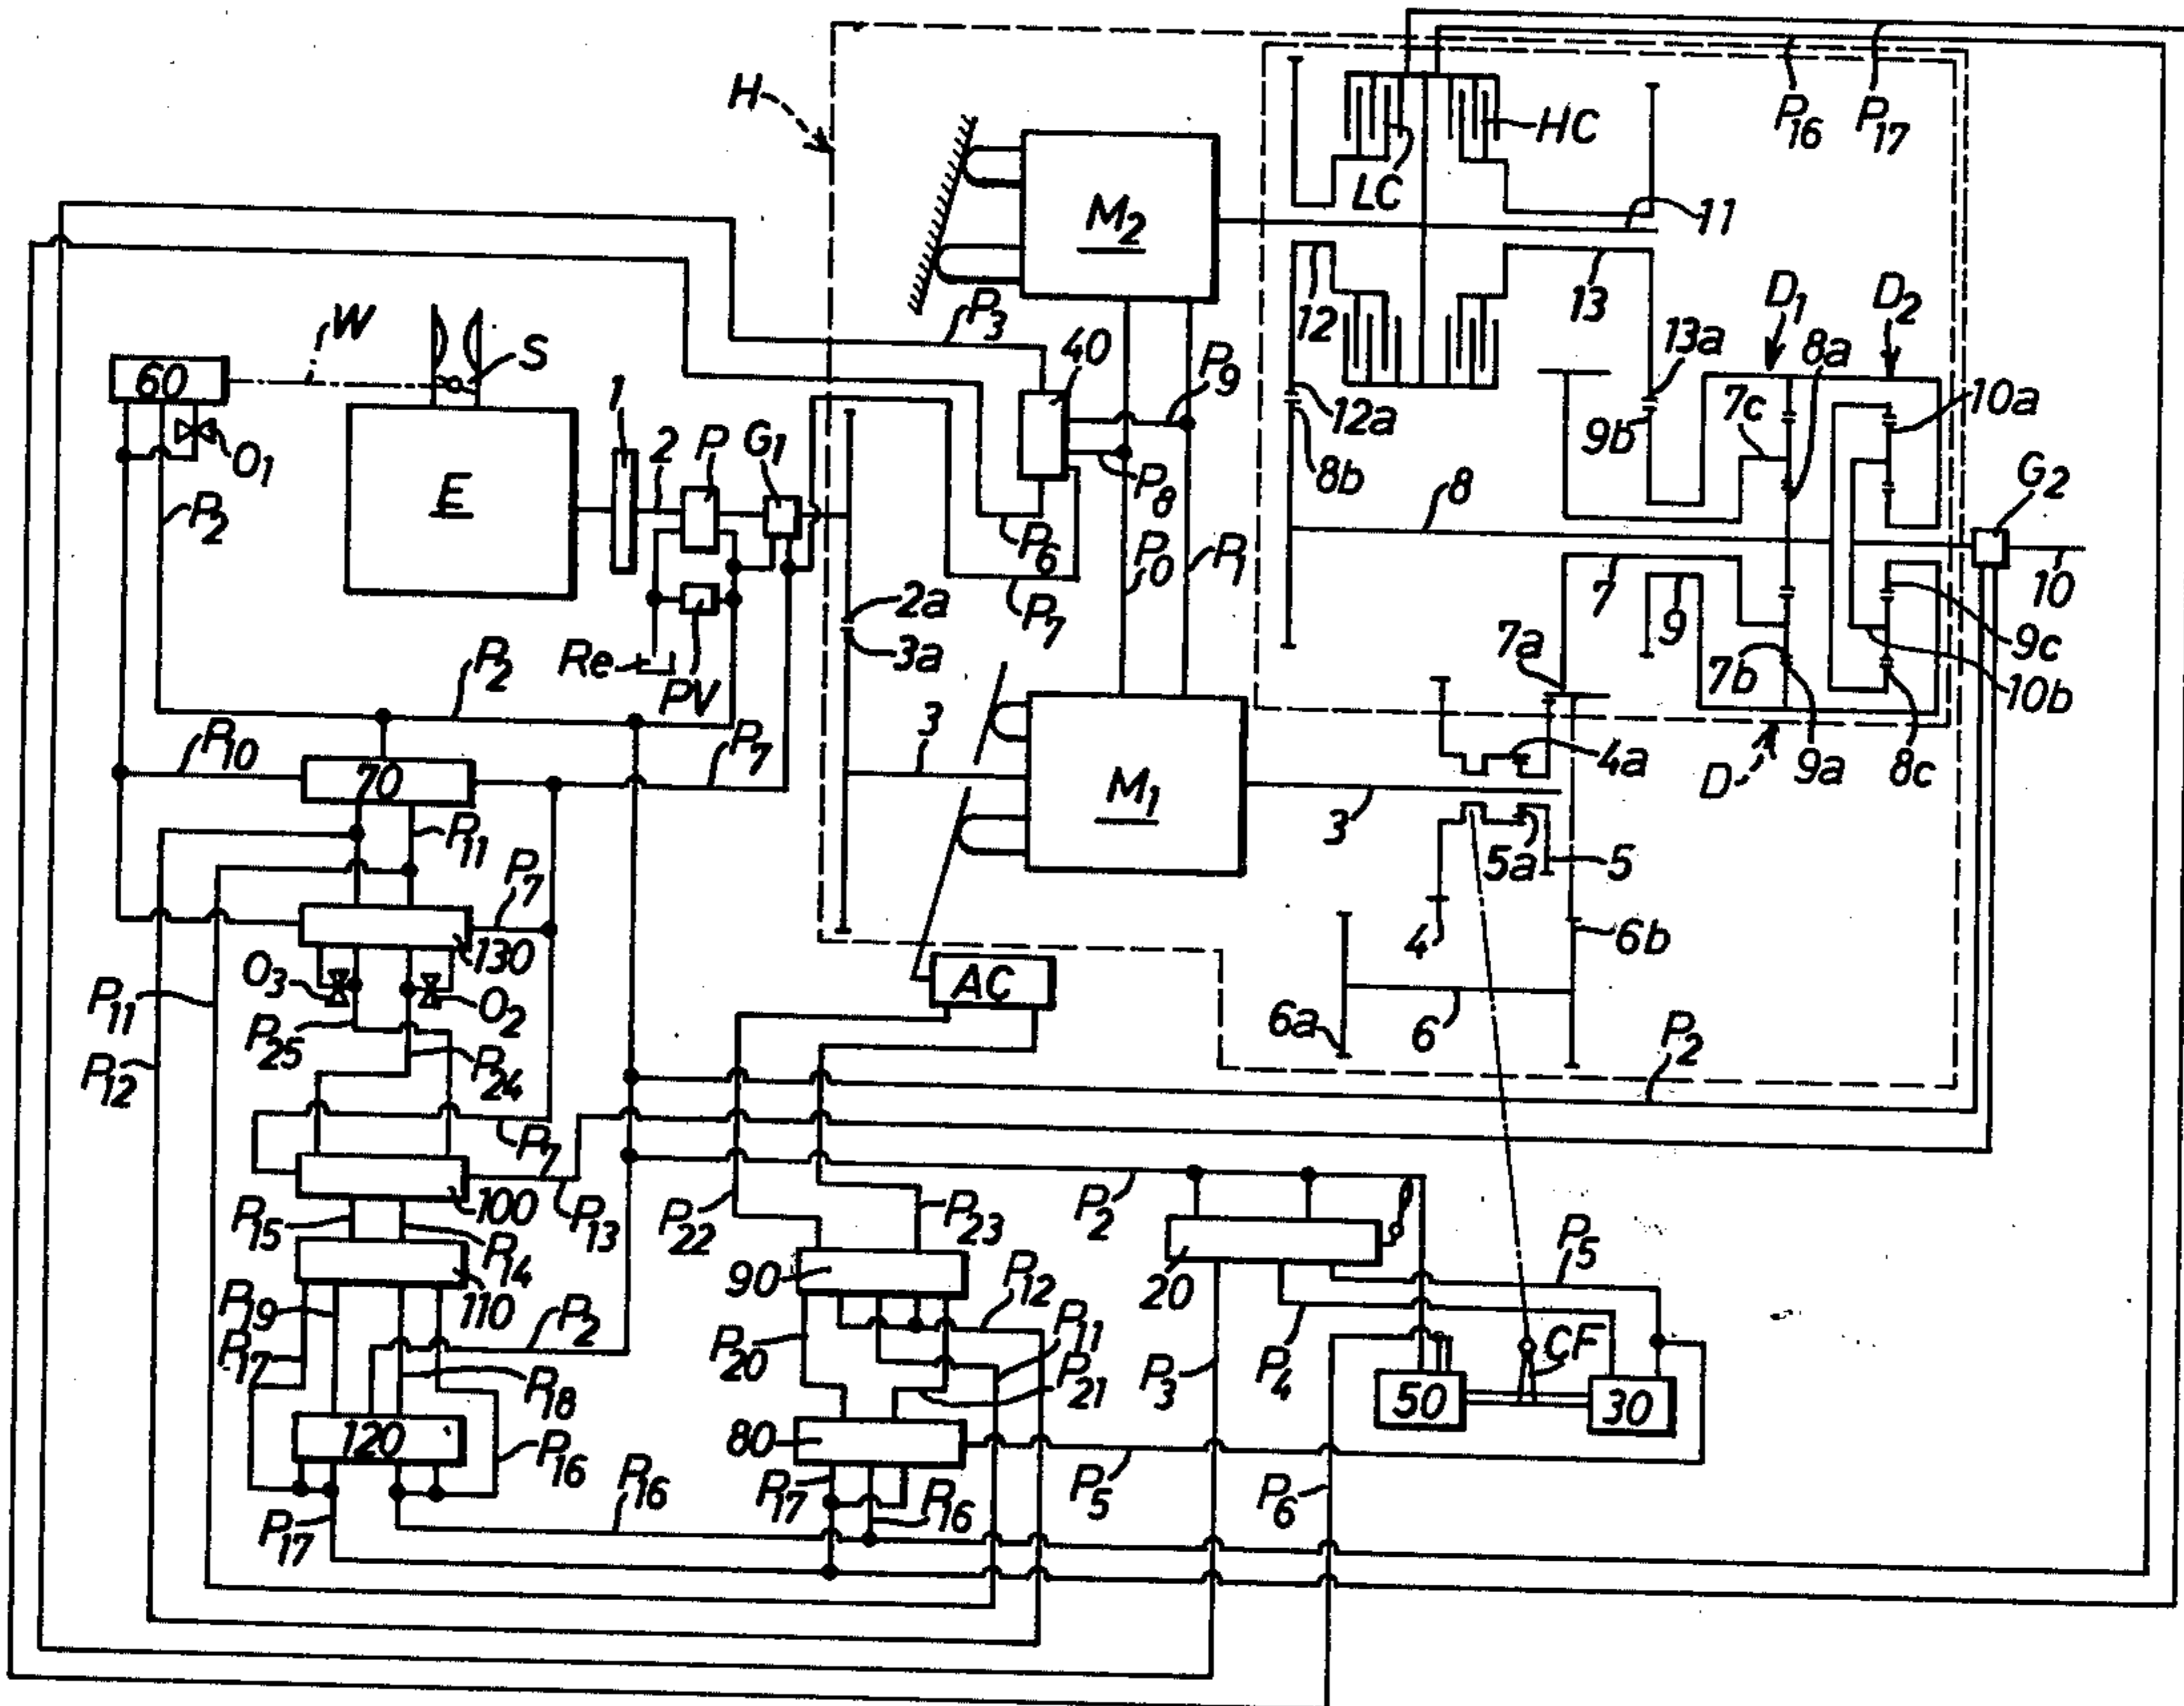 H
P16
P17
HC
LC
M2
11
W
S
P3
12
13
D1
D2
60
40
P9
13a
8a
1
2
P
G1
12a
7c
10a
O1
8b
9b
G2
E
P8
8
P2
P6
P0
P1
10
2a
P7
7
9
9c
Re
3a
7a
PV
7b
10b
P2
3
4a
P10
P7
D
9a
8c
70
M1
3
P11
5a
5
P7
4
6b
130
O3
O2
AC
P11
6a
6
P2
P25
P12
P24
P7
100
P13
P22
P23
P2
P15
P14
20
P5
90
P12
P19
110
P2
P20
P11
P4
CF
P17
P21
P3
P18
50
30
120
80
P16
P16
P17
P16
P5
P6
P17